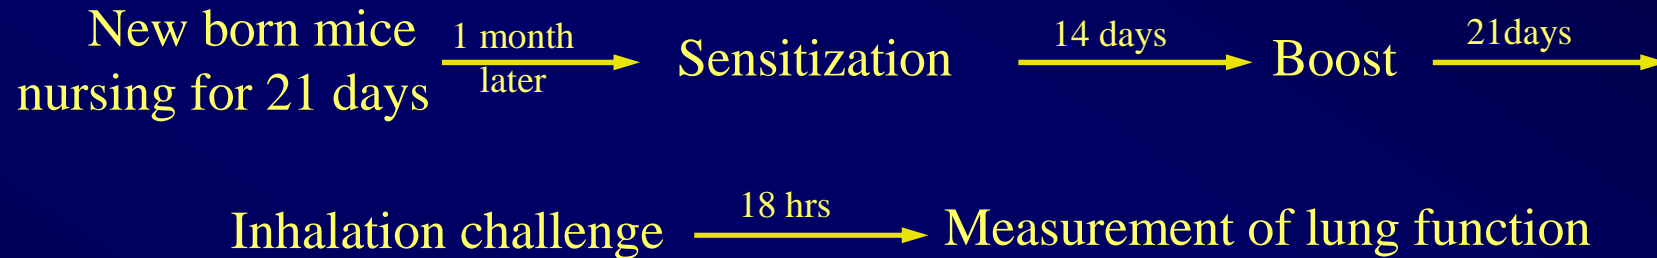 New born mice
nursing for 21 days
1 month
later
Sensitization
14 days
Boost
21days
Inhalation challenge
18 hrs
Measurement of lung function